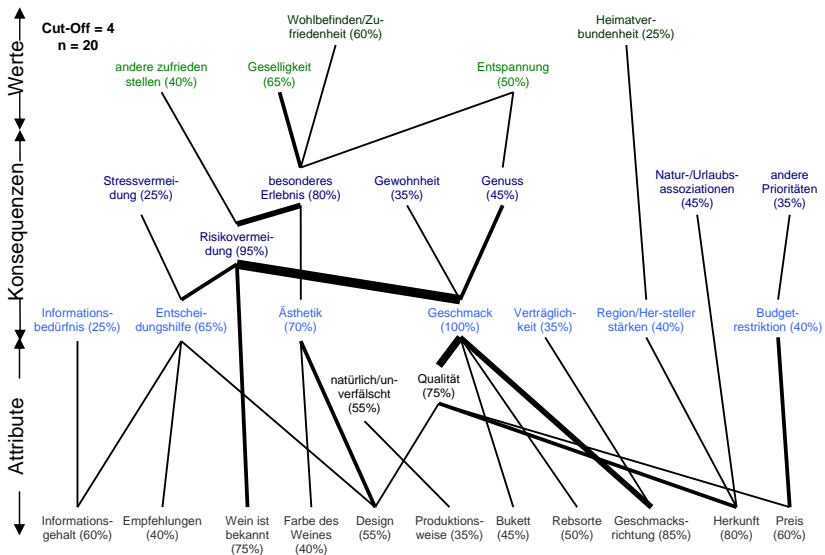 Cut-Off = 4
n = 20
Werte
Konsequenzen
Attribute
Wohlbefinden/Zu-
friedenheit (60%)
Heimatver-
bundenheit (25%)
andere zufrieden
stellen (40%)
Geselligkeit
(65%)
Entspannung
(50%)
Stressvermei-
dung (25%)
besonderes
Erlebnis (80%)
Gewohnheit
(35%)
Genuss
(45%)
Natur-/Urlaubs-
assoziationen
(45%)
andere
Prioritäten
(35%)
Risikovermei-
dung (95%)
Informations-
bedürfnis (25%)
Entschei-
dungshilfe (65%)
Ästhetik
(70%)
Geschmack
(100%)
Verträglich-
keit (35%)
Region/Her-steller
stärken (40%)
Budget-
restriktion (40%)
natürlich/un-
verfälscht
(55%)
Qualität
(75%)
Informations-
gehalt (60%)
Empfehlungen
(40%)
Wein ist
bekannt
(75%)
Farbe des
Weines
(40%)
Design
(55%)
Produktions-
weise (35%)
Bukett
(45%)
Rebsorte
(50%)
Geschmacks-
richtung (85%)
Herkunft
(80%)
Preis
(60%)